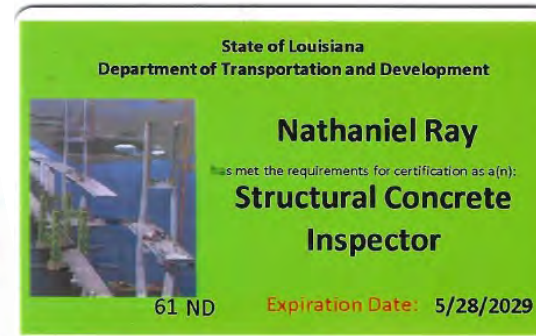 State of Louisiana
Department of Transportation and Development
Nathaniel Ray
has met the requirements for certification as a(n):
Structural Concrete
Inspector
61 ND
Expiration Date: 5/28/2029